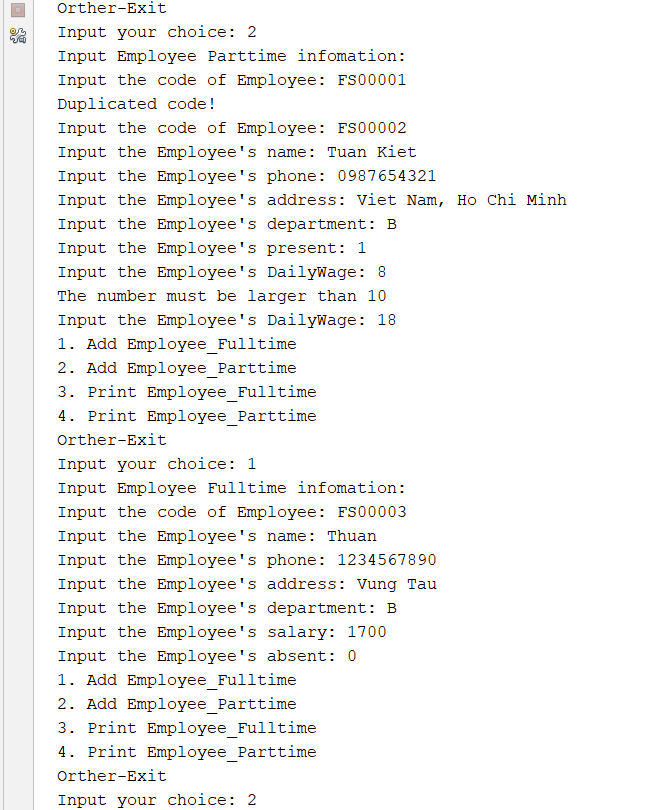 Orther-Exit
Input your choice: 2
Input Employee Parttime infomation:
Input the code of Employee: FS00001
Duplicated code!
Input the code of Employee: FS00002
Input the Employee's name: Tuan Kiet
Input the Employee's phone: 0987654321
Input the Employee's address: Viet Nam, Ho Chi Minh
Input the Employee's department: B
Input the Employee's present: 1
Input the Employee's DailyWage: 8
The number must be larger than 10
Input the Employee's DailyWage: 18
1. Add Employee_Fulltime
2. Add Employee_Parttime
3. Print Employee_Fulltime
4. Print Employee_Parttime
Orther-Exit
Input your choice: 1
Input Employee Fulltime infomation:
Input the code of Employee: FS00003
Input the Employee's name: Thuan
Input the Employee's phone: 1234567890
Input the Employee's address: Vung Tau
Input the Employee's department: B
Input the Employee's salary: 1700
Input the Employee's absent: 0
1. Add Employee_Fulltime
2. Add Employee_Parttime
3. Print Employee_Fulltime
4. Print Employee_Parttime
Orther-Exit
Input your choice: 2